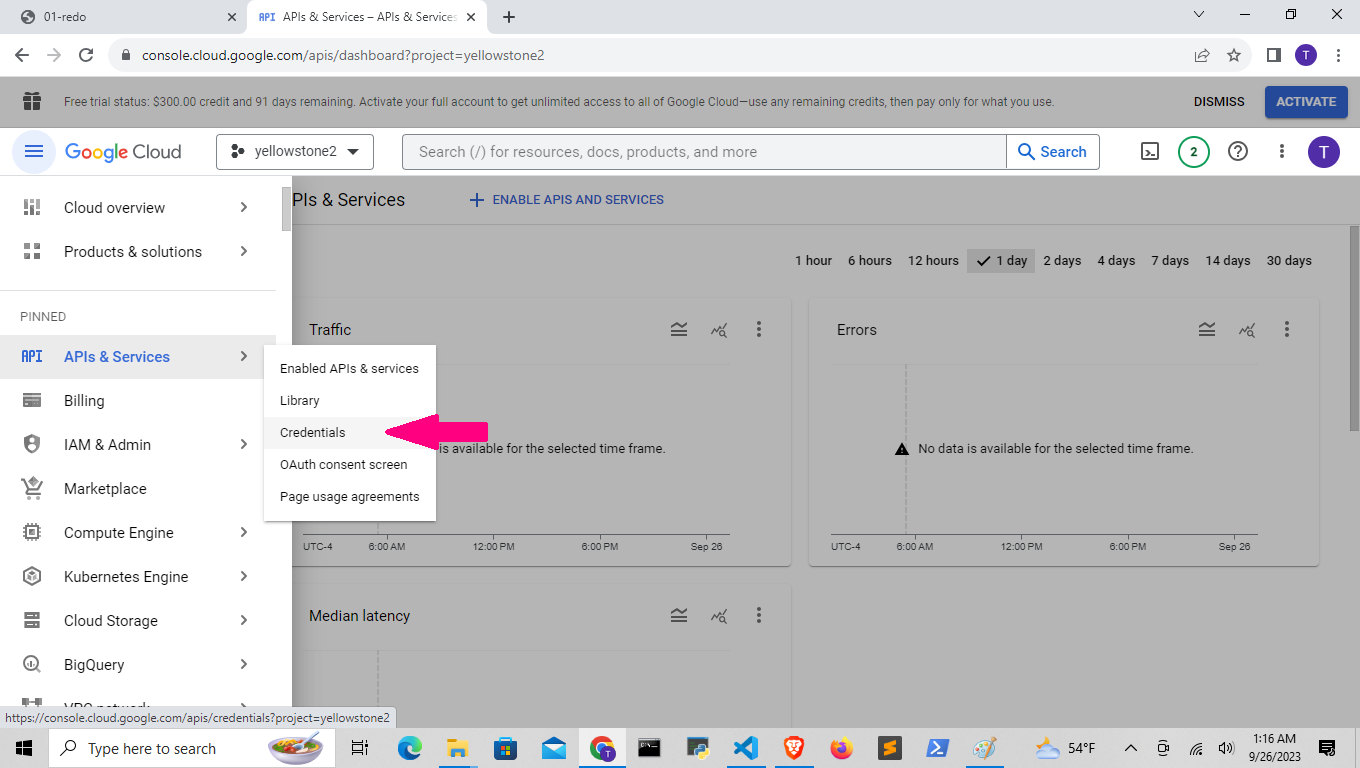 01-redo
API APIs & Services – APIs & Services
console.cloud.google.com/apis/dashboard?project=yellowstone2
T
Free trial status: $300.00 credit and 91 days remaining. Activate your full account to get unlimited access to all of Google Cloud—use any remaining credits, then pay only for what you use.
DISMISS
ACTIVATE
Google Cloud
yellowstone2
Search (/) for resources, docs, products, and more
Search
2
T
Cloud overview
Products & solutions
PINNED
API APIs & Services
Billing
IAM & Admin
Marketplace
Compute Engine
Kubernetes Engine
Cloud Storage
BigQuery
VPC network
Enabled APIs & services
Library
Credentials
OAuth consent screen
Page usage agreements
PIs & Services
ENABLE APIS AND SERVICES
1 hour 6 hours 12 hours 1 day 2 days 4 days 7 days 14 days 30 days
Traffic
is available for the selected time frame.
UTC-4 6:00 AM 12:00 PM 6:00 PM Sep 26
Errors
No data is available for the selected time frame.
UTC-4 6:00 AM 12:00 PM 6:00 PM Sep 26
Median latency
https://console.cloud.google.com/apis/credentials?project=yellowstone2
Type here to search
T
54°F
1:16 AM
9/26/2023